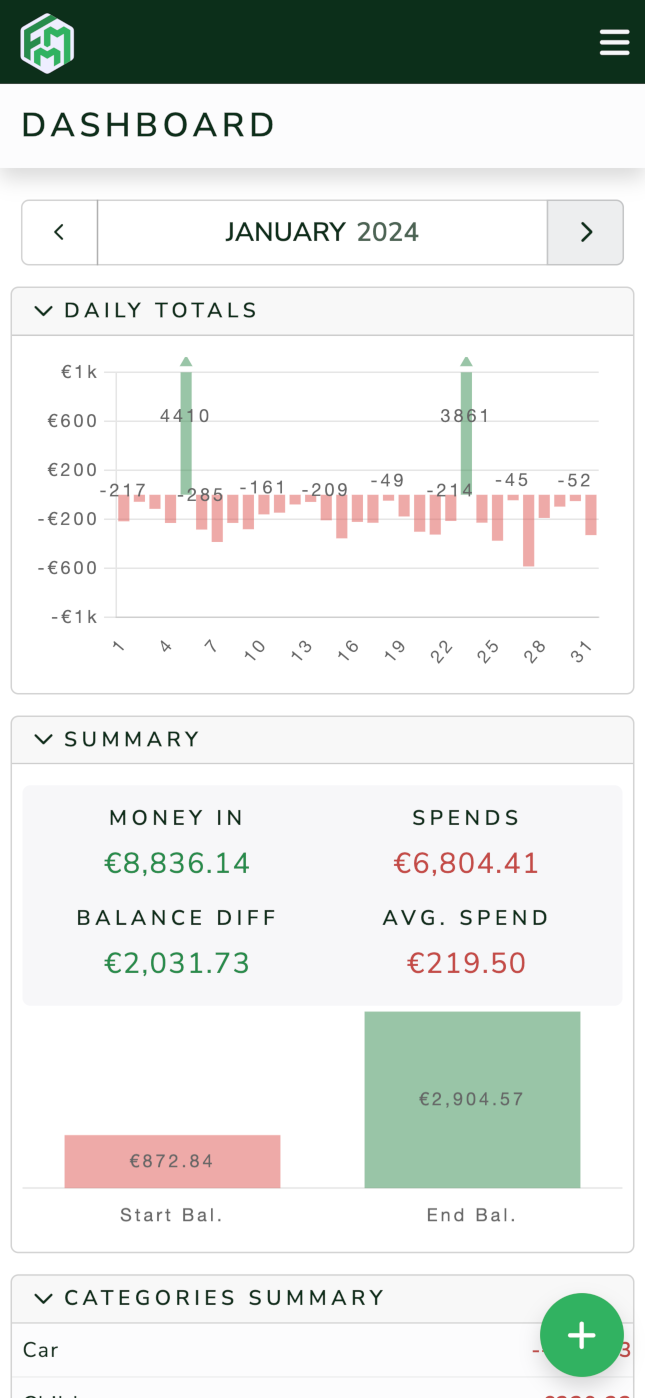 FMM
DASHBOARD
JANUARY 2024
DAILY TOTALS
€1k
€600
€200
-€200
-€600
-€1k
4410
3861
-217
-285
-161
-209
-49
-214
-45
-52
1 4 7 10 13 16 19 22 25 28 31
SUMMARY
MONEY IN SPENDS
€8,836.14 €6,804.41
BALANCE DIFF AVG. SPEND
€2,031.73 €219.50
€2,904.57
€872.84
Start Bal. End Bal.
CATEGORIES SUMMARY
Car